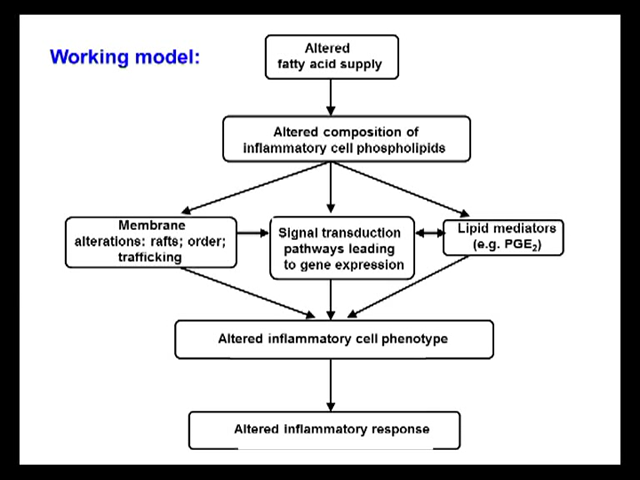 Working model:
Altered
fatty acid supply
Altered composition of
inflammatory cell phospholipids
Membrane
alterations: rafts; order;
trafficking
Signal transduction
pathways leading
to gene expression
Lipid mediators
(e.g. PGE₂)
Altered inflammatory cell phenotype
Altered inflammatory response